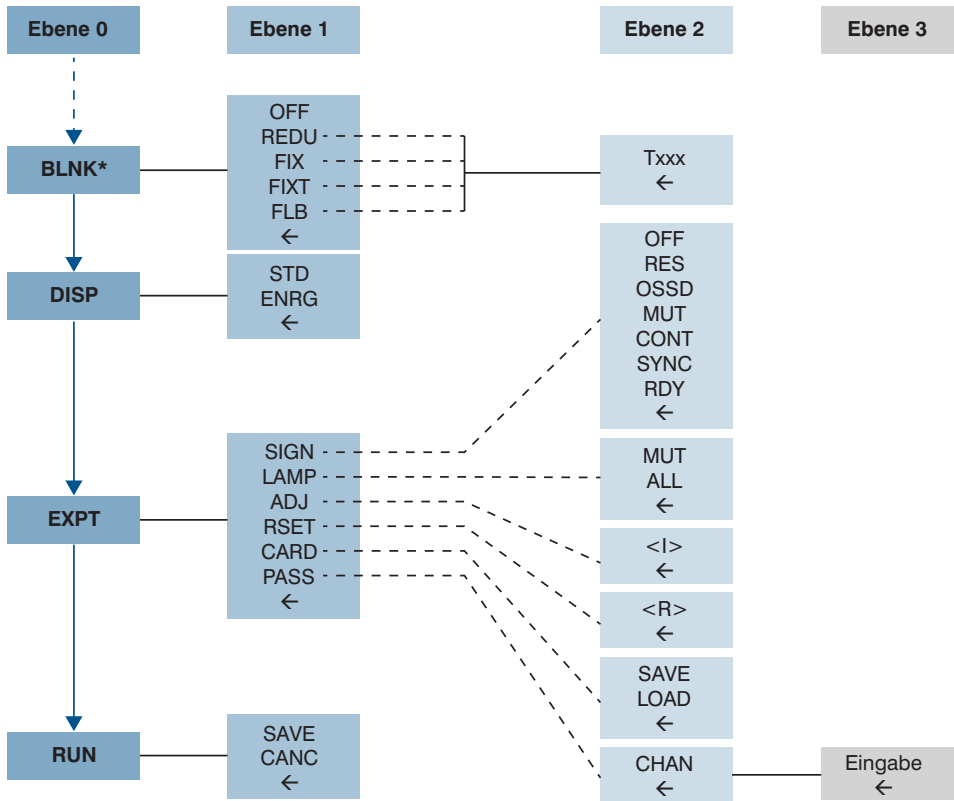 Ebene 0
Ebene 1
Ebene 2
Ebene 3
BLNK*
OFF
REDU
FIX
FIXT
FLB
←
Txxx
←
DISP
STD
ENRG
←
EXPT
SIGN
LAMP
ADJ
RSET
CARD
PASS
←
OFF
RES
OSSD
MUT
CONT
SYNC
RDY
←
MUT
ALL
←
<I>
←
<R>
←
SAVE
LOAD
←
CHAN
←
Eingabe
←
RUN
SAVE
CANC
←